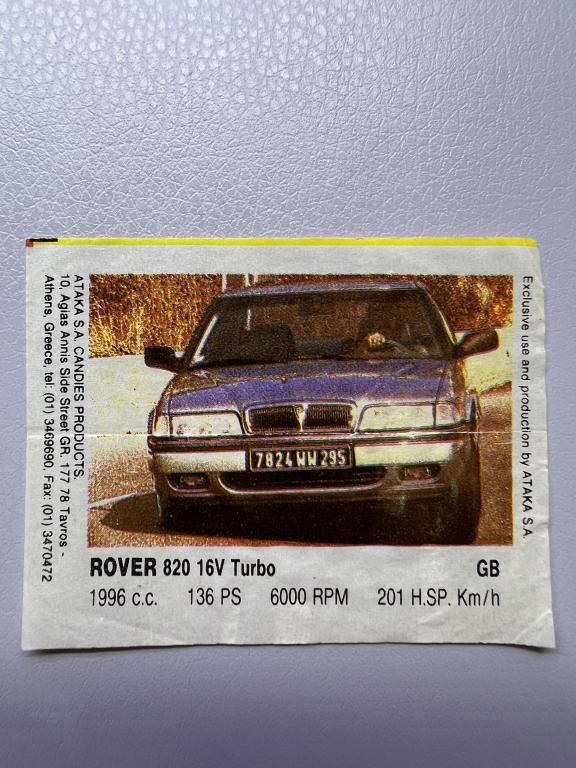 ATAKA S.A. CANDIES PRODUCTS.
10, Agias Annis Side Street GR. 177 78 Tavros -
Athens, Greece, tel: (01) 3469690, Fax: (01) 3470472
7824 WW 295
Exclusive use and production by ATAKA S.A.
ROVER 820 16V Turbo GB
1996 c.c. 136 PS 6000 RPM 201 H.SP. Km/h